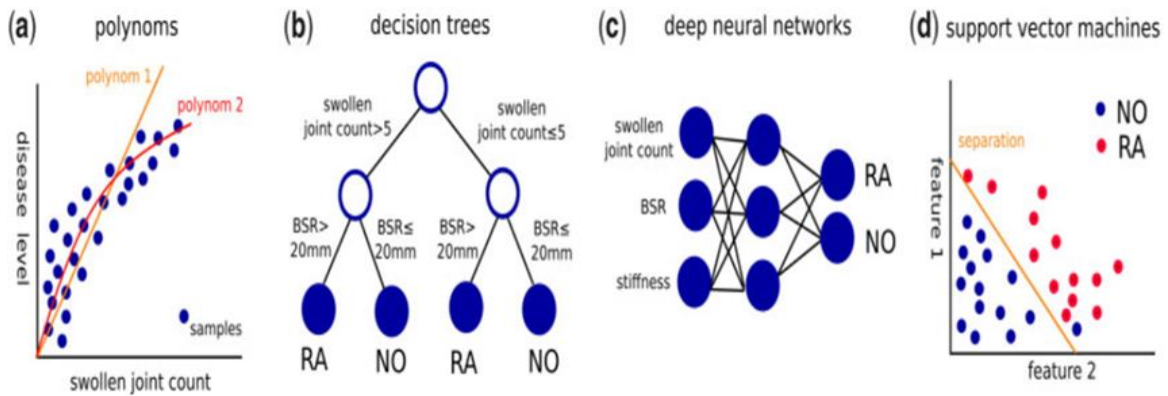 (a) polynoms
polynom 1
polynom 2
disease level
samples
swollen joint count
(b) decision trees
swollen
joint count>5
swollen
joint count≤5
BSR>
20mm
BSR≤
20mm
BSR>
20mm
BSR≤
20mm
RA
NO
RA
NO
(c) deep neural networks
swollen
joint count
BSR
stiffness
RA
NO
(d) support vector machines
NO
RA
separation
feature 1
feature 2